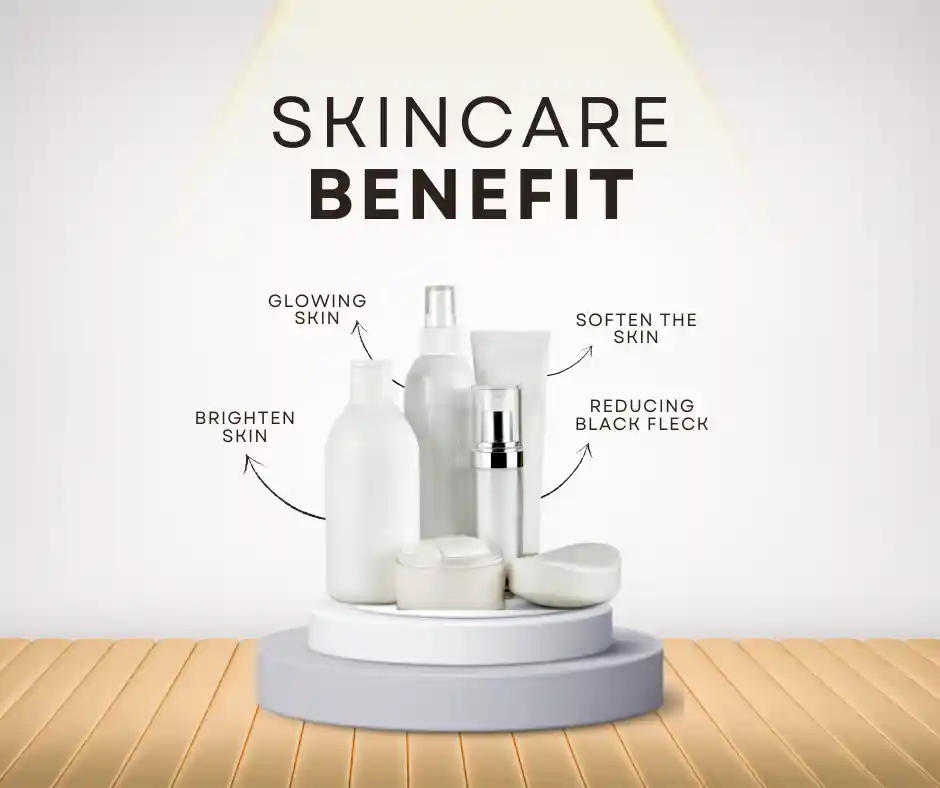 SKINCARE
BENEFIT
GLOWING
SKIN
SOFTEN THE
SKIN
BRIGHTEN
SKIN
REDUCING
BLACK FLECK